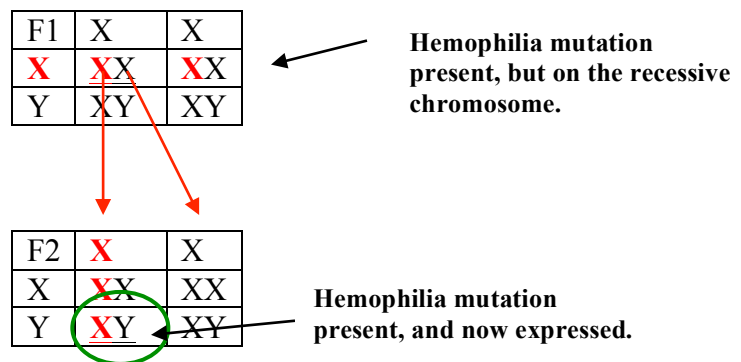 F1 X X
X XX XX
Y XY XY
Hemophilia mutation
present, but on the recessive
chromosome.
F2 X X
X XX XX
Y XY XY
Hemophilia mutation
present, and now expressed.